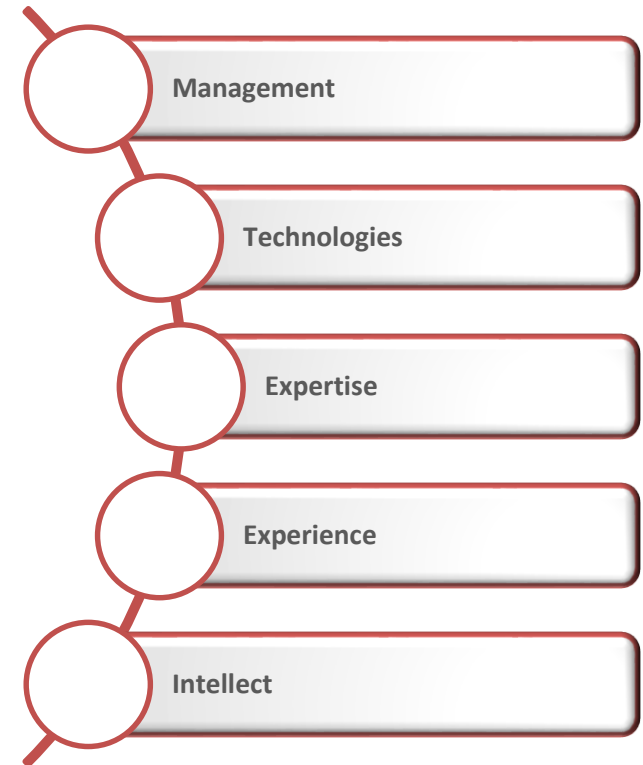 Management
Technologies
Expertise
Experience
Intellect